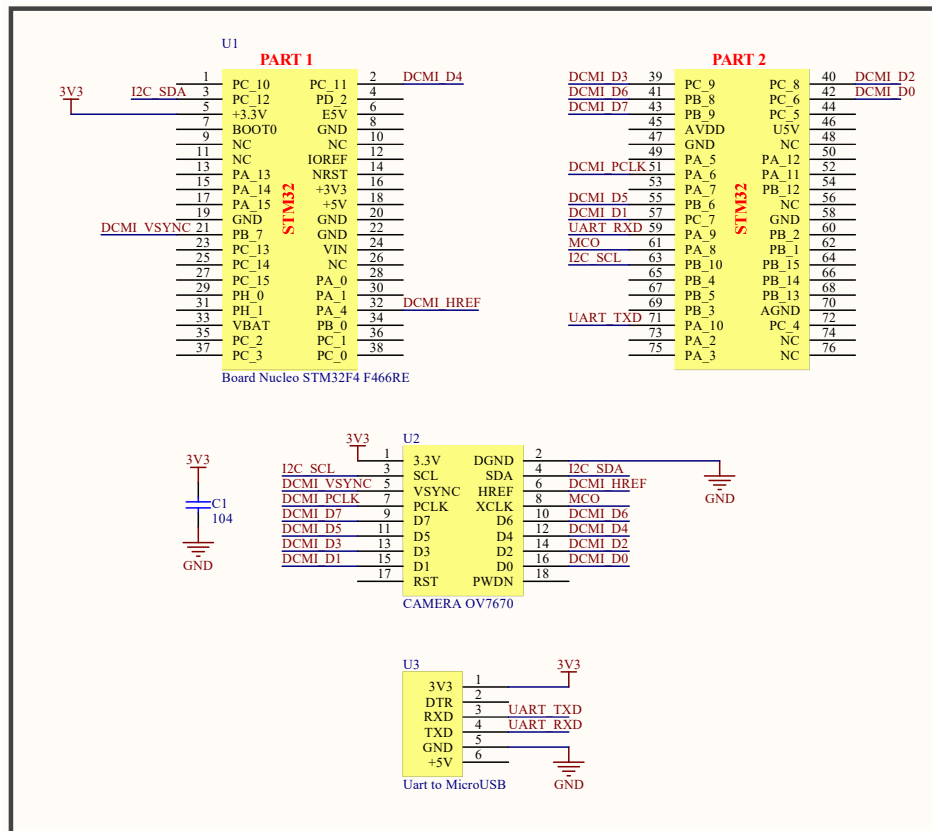 U1
PART 1
STM32
1 PC_10 PC_11 2 DCMI_D4
I2C_SDA 3 PC_12 PD_2 4
3V3 5 +3.3V E5V 6
7 BOOT0 GND 8
9 NC NC 10
11 NC IOREF 12
13 PA_13 NRST 14
15 PA_14 +3V3 16
17 PA_15 +5V 18
19 GND GND 20
DCMI_VSYNC 21 PB_7 GND 22
23 PC_13 VIN 24
25 PC_14 NC 26
27 PC_15 PA_0 28
29 PH_0 PA_1 30
31 PH_1 PA_4 32 DCMI_HREF
33 VBAT PB_0 34
35 PC_2 PC_1 36
37 PC_3 PC_0 38
Board Nucleo STM32F4 F466RE
PART 2
STM32
DCMI_D3 39 PC_9 PC_8 40 DCMI_D2
DCMI_D6 41 PB_8 PC_6 42 DCMI_D0
DCMI_D7 43 PB_9 PC_5 44
45 AVDD U5V 46
47 GND NC 48
49 PA_5 PA_12 50
DCMI_PCLK 51 PA_6 PA_11 52
53 PA_7 PB_12 54
DCMI_D5 55 PB_6 NC 56
DCMI_D1 57 PC_7 GND 58
UART_RXD 59 PA_9 PB_2 60
MCO 61 PA_8 PB_1 62
I2C_SCL 63 PB_10 PB_15 64
65 PB_4 PB_14 66
67 PB_5 PB_13 68
69 PB_3 AGND 70
UART_TXD 71 PA_10 PC_4 72
73 PA_2 NC 74
75 PA_3 NC 76
3V3
C1
104
GND
U2
3V3 1 3.3V DGND 2 GND
I2C_SCL 3 SCL SDA 4 I2C_SDA
DCMI_VSYNC 5 VSYNC HREF 6 DCMI_HREF
DCMI_PCLK 7 PCLK XCLK 8 MCO
DCMI_D7 9 D7 D6 10 DCMI_D6
DCMI_D5 11 D5 D4 12 DCMI_D4
DCMI_D3 13 D3 D2 14 DCMI_D2
DCMI_D1 15 D1 D0 16 DCMI_D0
17 RST PWDN 18
CAMERA OV7670
U3
3V3 1 3V3
DTR 2
RXD 3 UART_TXD
TXD 4 UART_RXD
GND 5 GND
+5V 6
Uart to MicroUSB